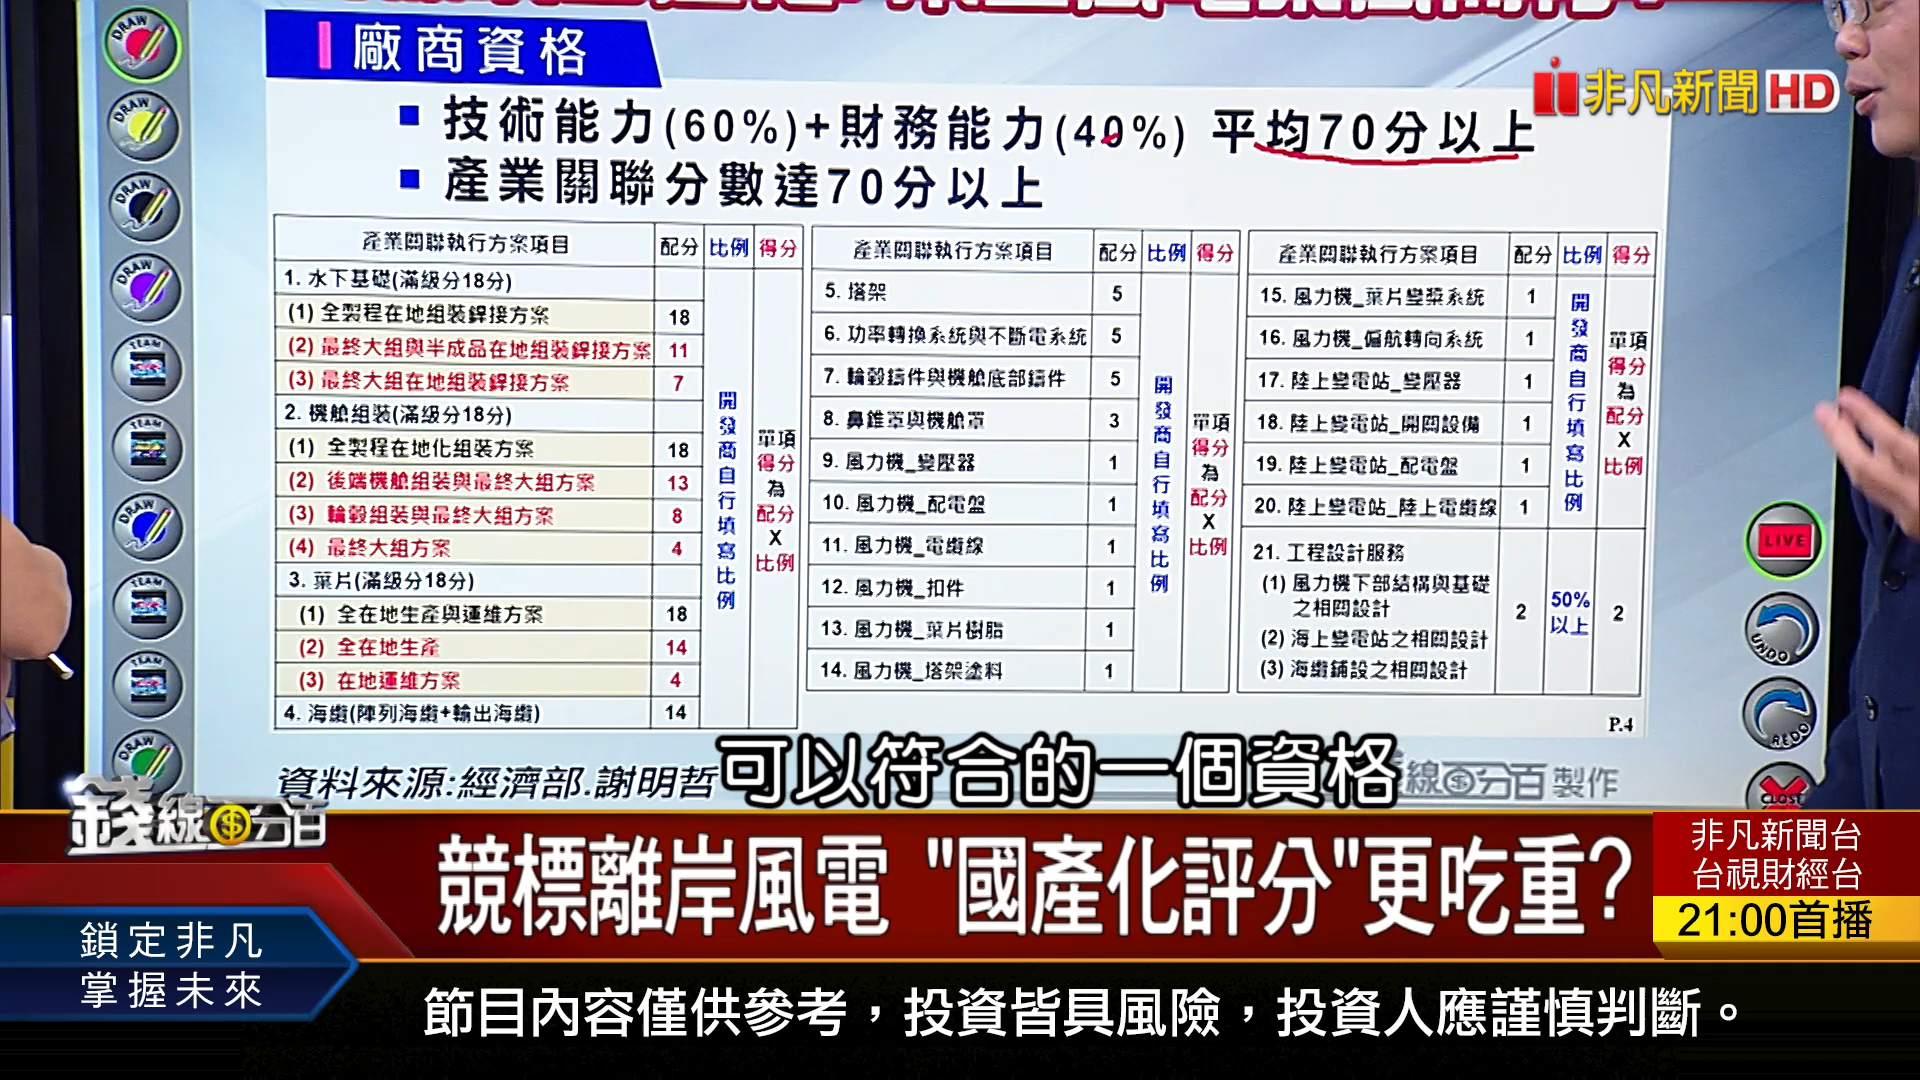 廠商資格
非凡新聞HD
技術能力(60%)+財務能力(40%) 平均70分以上
產業關聯分數達70分以上
產業關聯執行方案項目 配分 比例 得分
1. 水下基礎(滿級分18分)
(1) 全製程在地組裝銲接方案 18
(2) 最終大組與半成品在地組裝銲接方案 11
(3) 最終大組在地組裝銲接方案 7
2. 機艙組裝(滿級分18分)
(1) 全製程在地化組裝方案 18
(2) 後端機艙組裝與最終大組方案 13
(3) 輪轂組裝與最終大組方案 8
(4) 最終大組方案 4
3. 葉片(滿級分18分)
(1) 全在地生產與運維方案 18
(2) 全在地生產 14
(3) 在地運維方案 4
4. 海纜(陣列海纜+輸出海纜) 14
開發商自行填寫比例
單項得分為配分X比例
產業關聯執行方案項目 配分 比例 得分
5. 塔架 5
6. 功率轉換系統與不斷電系統 5
7. 輪轂鑄件與機艙底部鑄件 5
8. 鼻錐罩與機艙罩 3
9. 風力機_變壓器 1
10. 風力機_配電盤 1
11. 風力機_電纜線 1
12. 風力機_扣件 1
13. 風力機_葉片樹脂 1
14. 風力機_塔架塗料 1
開發商自行填寫比例
單項得分為配分X比例
產業關聯執行方案項目 配分 比例 得分
15. 風力機_葉片變槳系統 1
16. 風力機_偏航轉向系統 1
17. 陸上變電站_變壓器 1
18. 陸上變電站_開關設備 1
19. 陸上變電站_配電盤 1
20. 陸上變電站_陸上電纜線 1
開發商自行填寫比例
單項得分為配分X比例
21. 工程設計服務
(1) 風力機下部結構與基礎
之相關設計
(2) 海上變電站之相關設計
(3) 海纜鋪設之相關設計
2 50%以上 2
P.4
資料來源:經濟部.謝明哲
可以符合的一個資格
線分百製作
DRAW
DRAW
DRAW
DRAW
TEAM
TEAM
DRAW
TEAM
TEAM
DRAW
LIVE
UNDO
REDO
CLOSE
錢線$分百
競標離岸風電 "國產化評分"更吃重?
非凡新聞台
台視財經台
21:00首播
鎖定非凡
掌握未來
節目內容僅供參考，投資皆具風險，投資人應謹慎判斷。